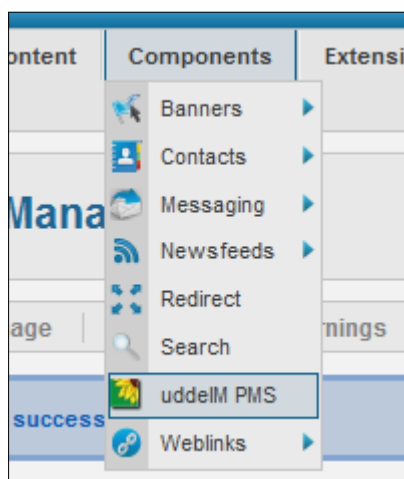 ontent Components Extensi
Banners
Contacts
Mana Messaging
Newsfeeds
Redirect
age nings
Search
uddeIM PMS
success
Weblinks